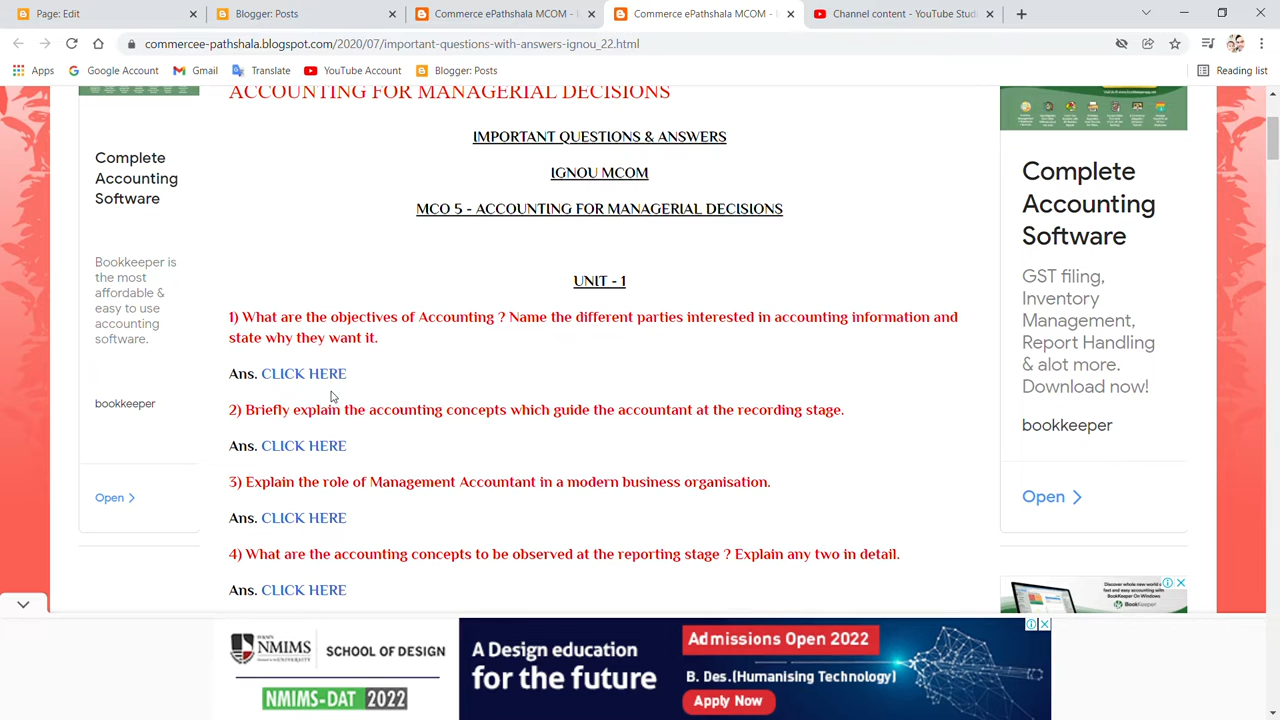 Page: Edit
Blogger: Posts
Commerce ePathshala MCOM -
Commerce ePathshala MCOM -
Channel content - YouTube Stud
commercee-pathshala.blogspot.com/2020/07/important-questions-with-answers-ignou_22.html
Apps
Google Account
Gmail
Translate
YouTube Account
Blogger: Posts
Reading list
ACCOUNTING FOR MANAGERIAL DECISIONS
IMPORTANT QUESTIONS & ANSWERS
IGNOU MCOM
MCO 5 - ACCOUNTING FOR MANAGERIAL DECISIONS
UNIT - 1
1) What are the objectives of Accounting ? Name the different parties interested in accounting information and
state why they want it.
Ans. CLICK HERE
2) Briefly explain the accounting concepts which guide the accountant at the recording stage.
Ans. CLICK HERE
3) Explain the role of Management Accountant in a modern business organisation.
Ans. CLICK HERE
4) What are the accounting concepts to be observed at the reporting stage ? Explain any two in detail.
Ans. CLICK HERE
Complete
Accounting
Software
Bookkeeper is
the most
affordable &
easy to use
accounting
software.
bookkeeper
Open
Complete
Accounting
Software
GST filing,
Inventory
Management,
Report Handling
& alot more.
Download now!
bookkeeper
Open
BookKeeper
NMIMS
SCHOOL OF DESIGN
NMIMS-DAT 2022
A Design education
for the future
Admissions Open 2022
B. Des.(Humanising Technology)
Apply Now